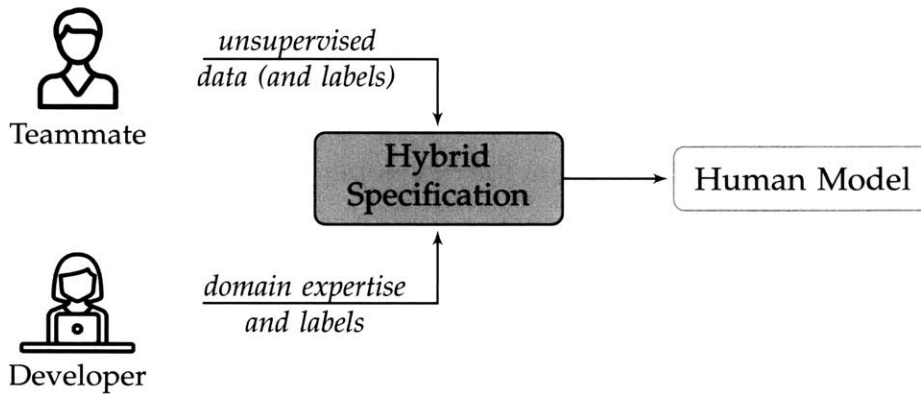 unsupervised
data (and labels)
Teammate
Hybrid
Specification
Human Model
domain expertise
and labels
Developer